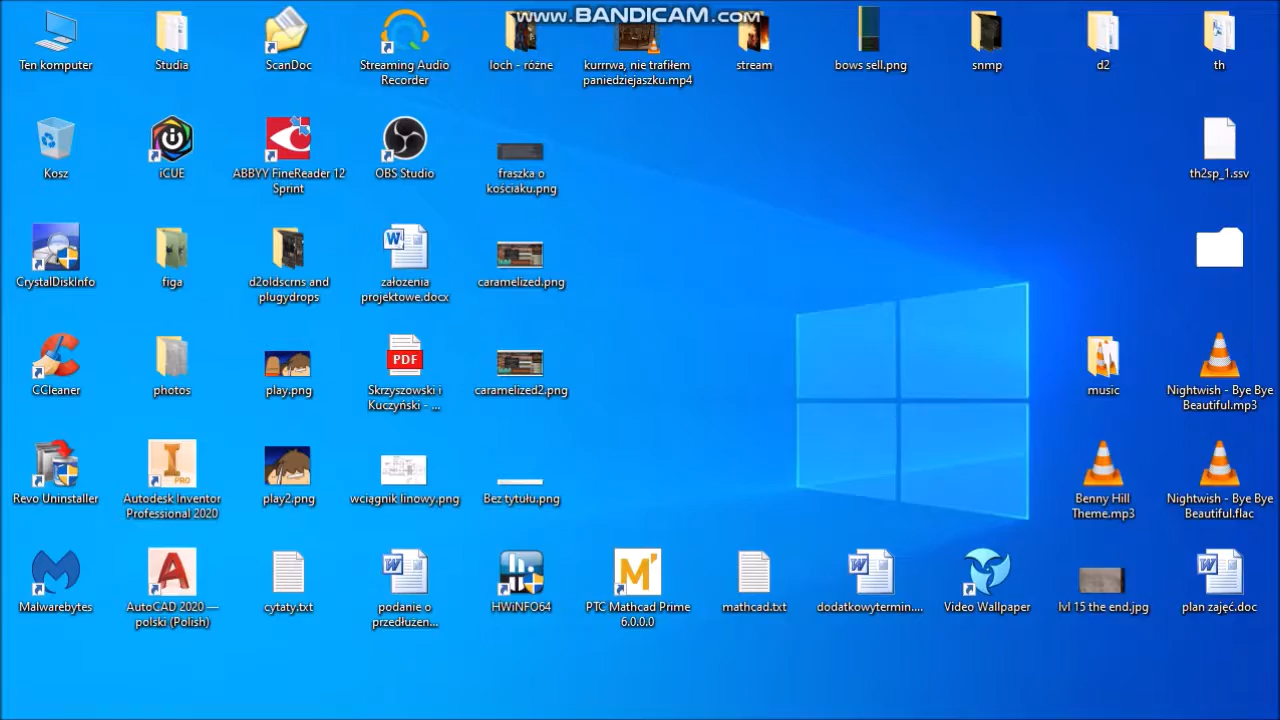 www.BANDICAM.com
Ten komputer
Studia
ScanDoc
Streaming Audio
Recorder
loch - różne
kurrrwa, nie trafiłem
paniedziejaszku.mp4
stream
bows sell.png
snmp
d2
th
Kosz
iCUE
ABBYY FineReader 12
Sprint
OBS Studio
fraszka o
kościaku.png
th2sp_1.ssv
CrystalDiskInfo
figa
d2oldscrns and
plugydrops
założenia
projektowe.docx
caramelized.png
CCleaner
photos
play.png
PDF
Skrzyszowski i
Kuczyński - ...
caramelized2.png
music
Nightwish - Bye Bye
Beautiful.mp3
Revo Uninstaller
PRO
Autodesk Inventor
Professional 2020
play2.png
wciągnik linowy.png
Bez tytułu.png
Benny Hill
Theme.mp3
Nightwish - Bye Bye
Beautiful.flac
Malwarebytes
AutoCAD 2020 —
polski (Polish)
cytaty.txt
podanie o
przedłużen...
HWiNFO64
PTC Mathcad Prime
6.0.0.0
mathcad.txt
dodatkowytermin....
Video Wallpaper
lvl 15 the end.jpg
plan zajęć.doc